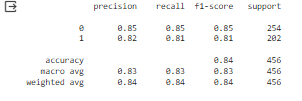 precision recall f1-score support
0 0.85 0.85 0.85 254
1 0.82 0.81 0.81 202
accuracy 0.84 456
macro avg 0.83 0.83 0.83 456
weighted avg 0.84 0.84 0.84 456